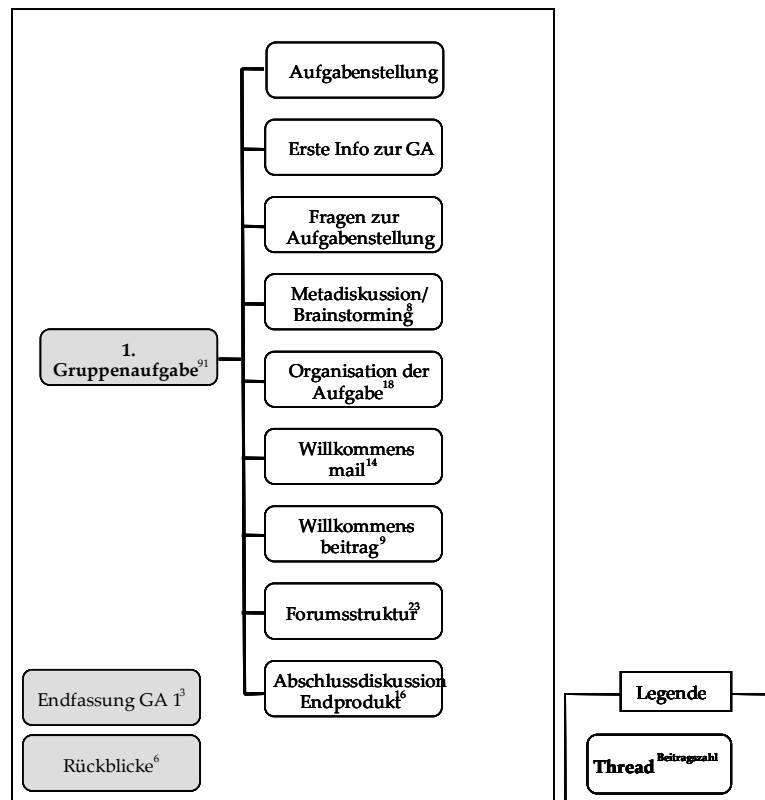 Aufgabenstellung
Erste Info zur GA
Fragen zur
Aufgabenstellung
Metadiskussion/
Brainstorming8
1.
Gruppenaufgabe91
Organisation der
Aufgabe18
Willkommens
mail14
Willkommens
beitrag9
Forumsstruktur23
Abschlussdiskussion
Endprodukt16
Endfassung GA 13
Rückblicke6
Legende
Thread Beitragszahl